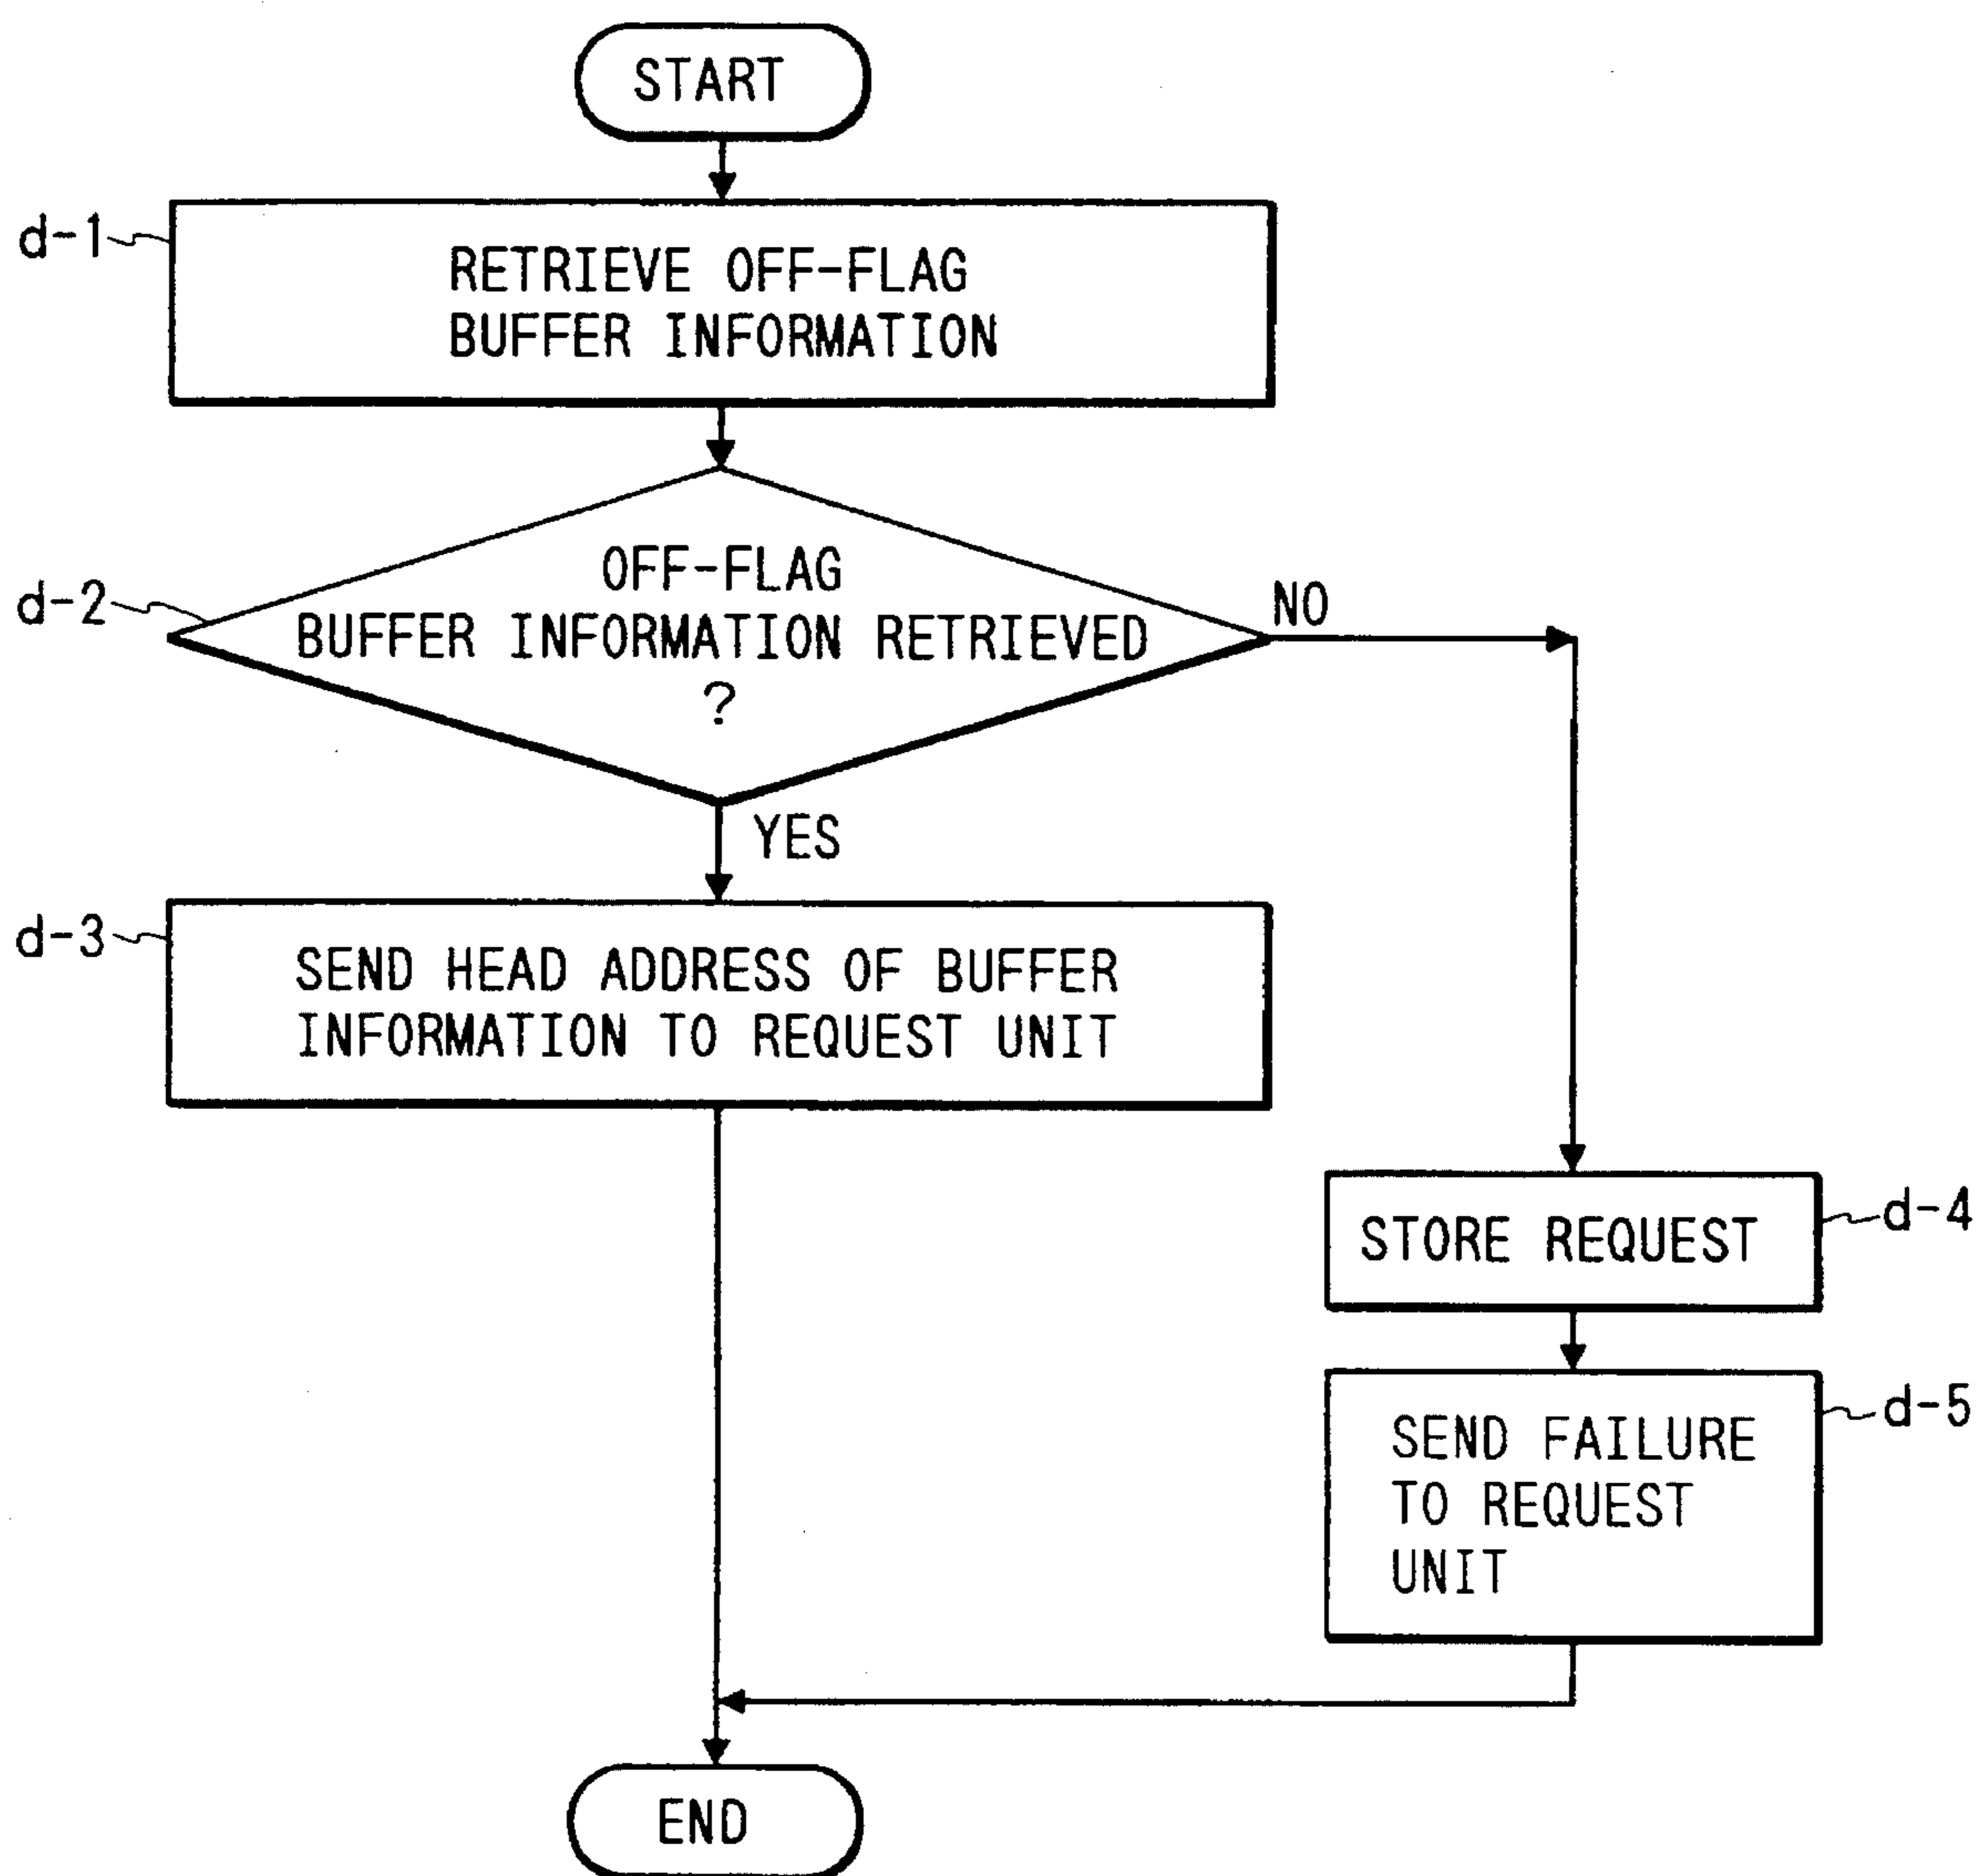 START
d-1
RETRIEVE OFF-FLAG
BUFFER INFORMATION
d-2
OFF-FLAG
BUFFER INFORMATION RETRIEVED
?
NO
YES
d-3
SEND HEAD ADDRESS OF BUFFER
INFORMATION TO REQUEST UNIT
STORE REQUEST
d-4
SEND FAILURE
TO REQUEST
UNIT
d-5
END